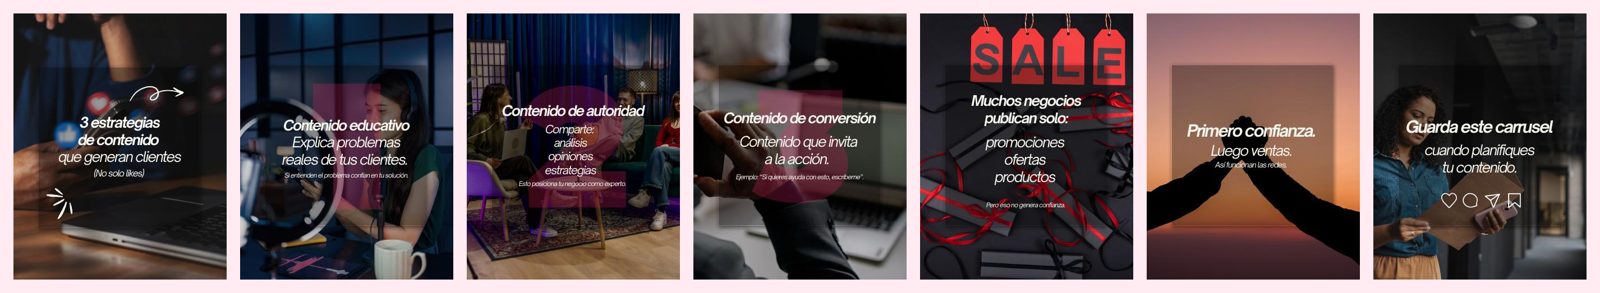 3 estrategias
de contenido
que generan clientes
(No solo likes)
Contenido educativo
Explica problemas
reales de tus clientes.
Si entienden el problema confían en tu solución.
Contenido de autoridad
Comparte:
análisis
opiniones
estrategias
Esto posiciona tu negocio como experto.
Contenido de conversión
Contenido que invita
a la acción.
Ejemplo: "Si quieres ayuda con esto, escríbeme".
SALE
Muchos negocios
publican solo:
promociones
ofertas
productos
Pero eso no genera confianza.
Primero confianza.
Luego ventas.
Así funcionan las redes.
Guarda este carrusel
cuando planifiques
tu contenido.